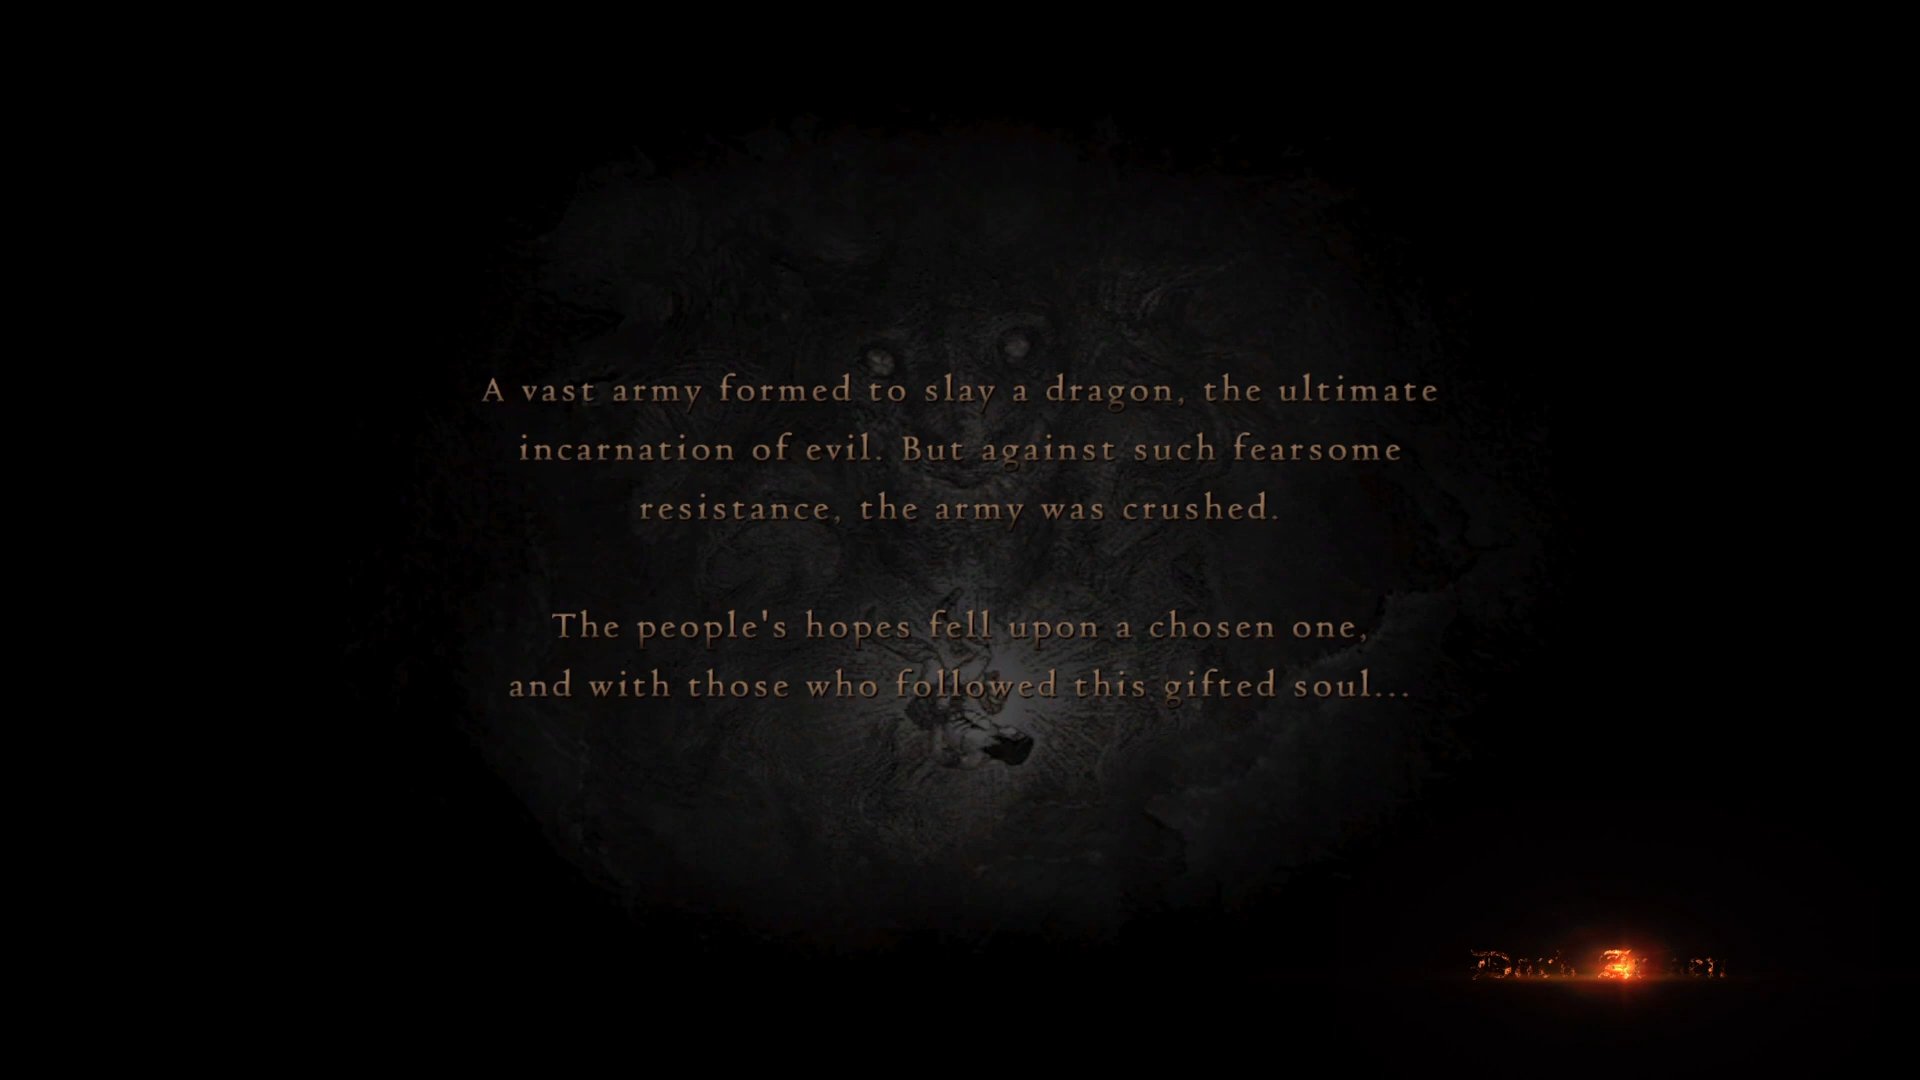 A vast army formed to slay a dragon, the ultimate
incarnation of evil. But against such fearsome
resistance, the army was crushed.
The people's hopes fell upon a chosen one,
and with those who followed this gifted soul...